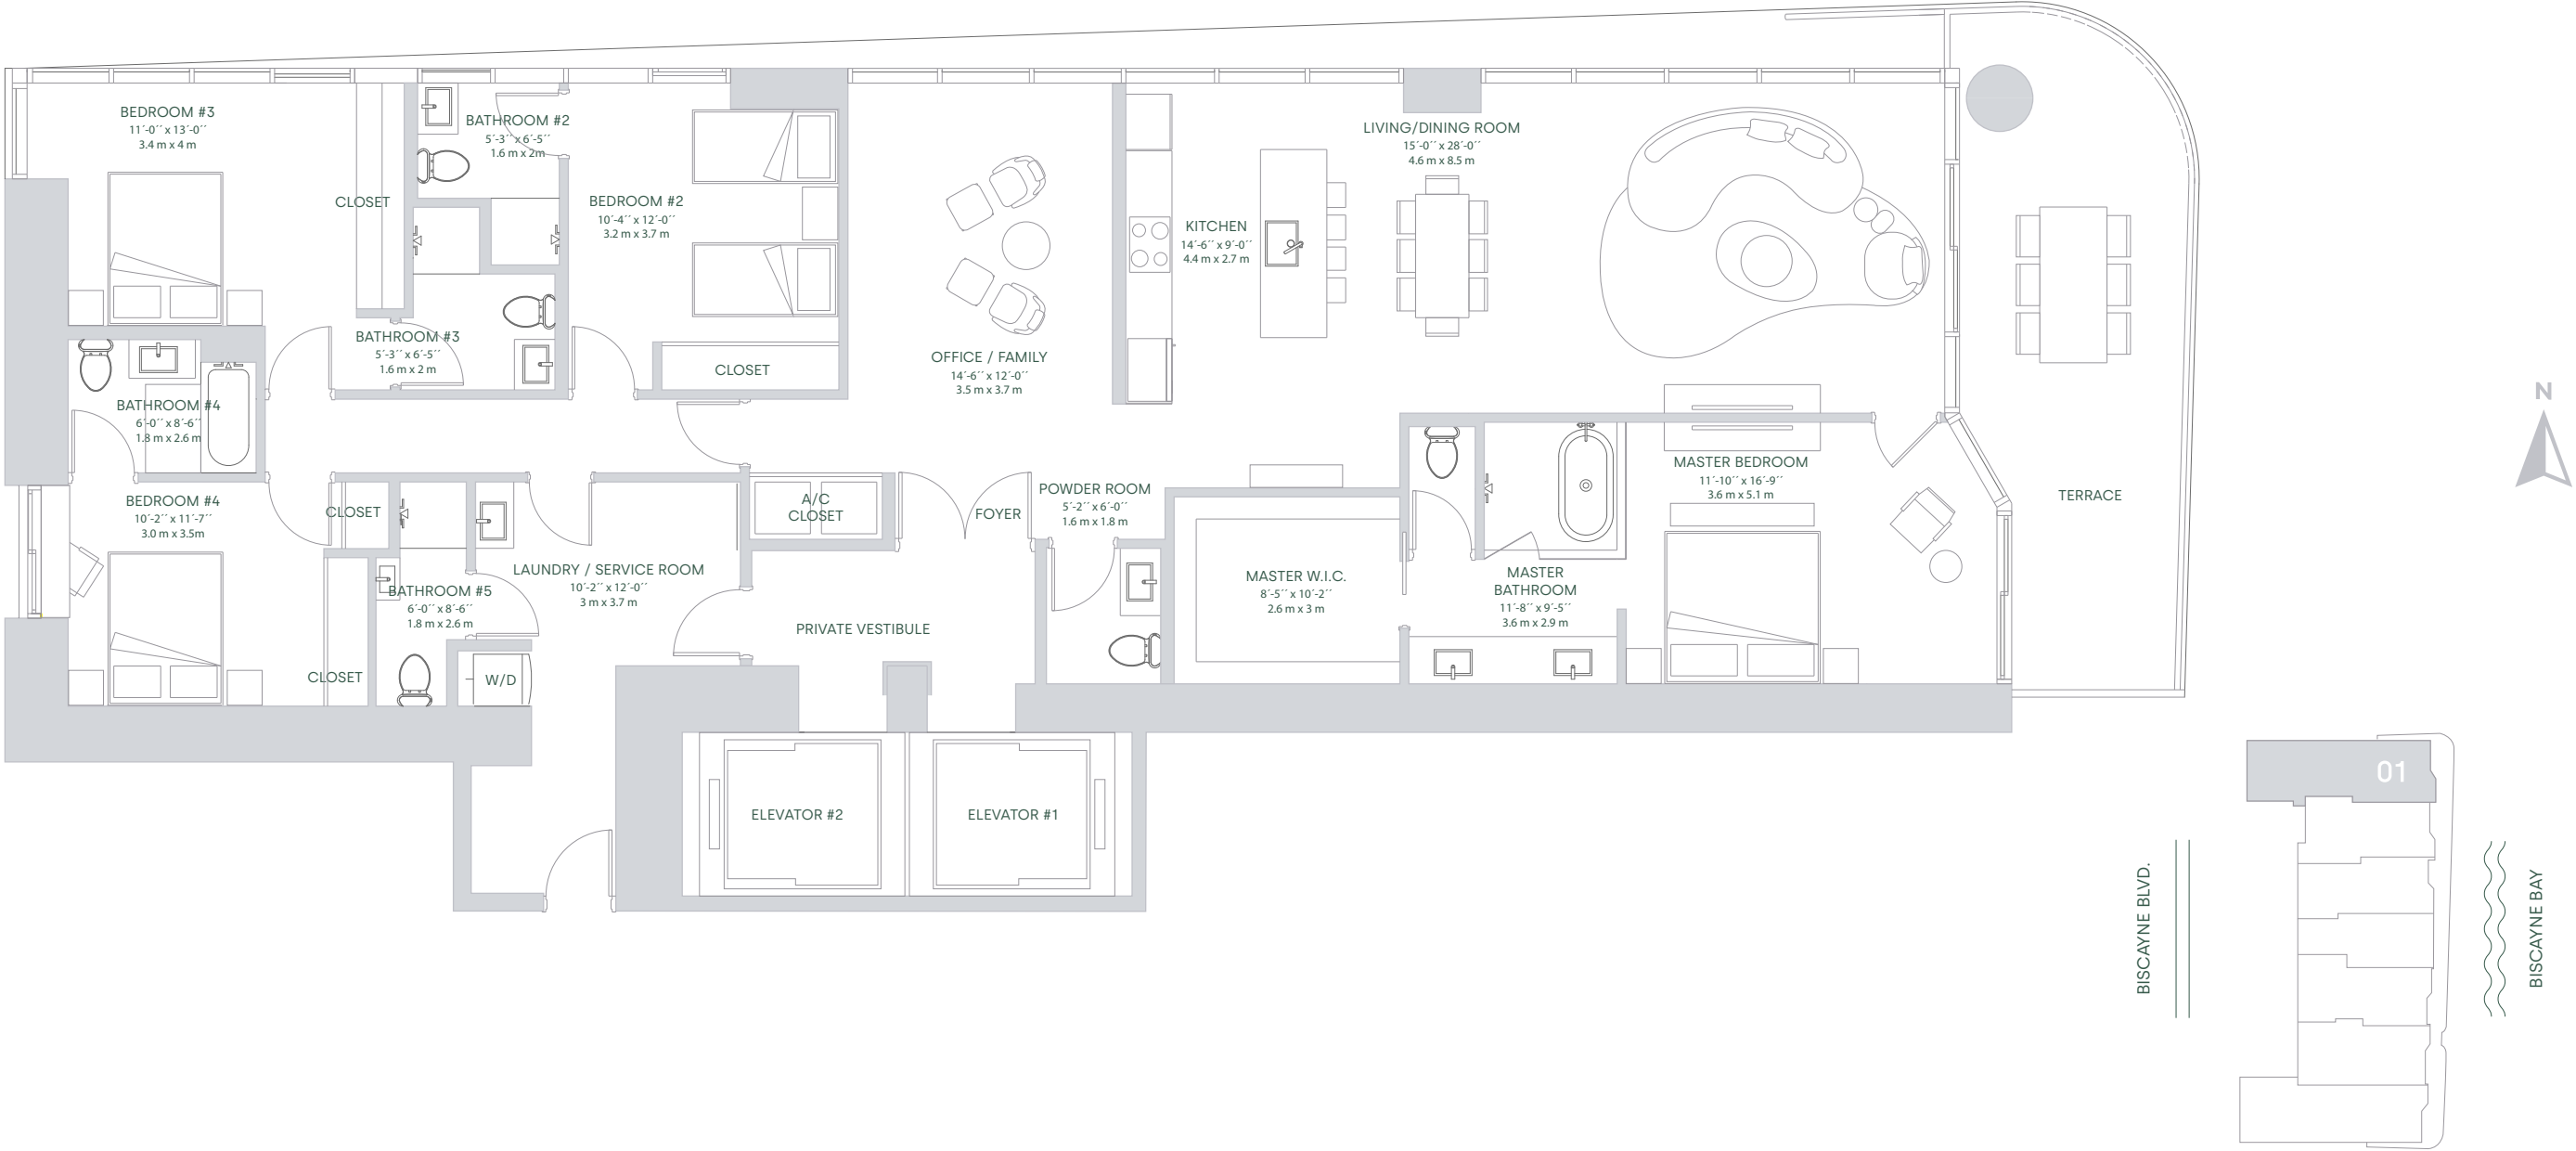 BEDROOM #3
11´-0´´ x 13´-0´´
3.4 m x 4 m
CLOSET
BATHROOM #2
5´-3´´ x 6´-5´´
1.6 m x 2m
BEDROOM #2
10´-4´´ x 12´-0´´
3.2 m x 3.7 m
CLOSET
BATHROOM #3
5´-3´´ x 6´-5´´
1.6 m x 2 m
OFFICE / FAMILY
14´-6´´ x 12´-0´´
3.5 m x 3.7 m
KITCHEN
14´-6´´ x 9´-0´´
4.4 m x 2.7 m
LIVING/DINING ROOM
15´-0´´ x 28´-0´´
4.6 m x 8.5 m
BATHROOM #4
6´-0´´ x 8´-6´´
1.8 m x 2.6 m
BEDROOM #4
10´-2´´ x 11´-7´´
3.0 m x 3.5m
CLOSET
CLOSET
BATHROOM #5
6´-0´´ x 8´-6´´
1.8 m x 2.6 m
W/D
LAUNDRY / SERVICE ROOM
10´-2´´ x 12´-0´´
3 m x 3.7 m
A/C
CLOSET
FOYER
PRIVATE VESTIBULE
POWDER ROOM
5´-2´´ x 6´-0´´
1.6 m x 1.8 m
MASTER W.I.C.
8´-5´´ x 10´-2´´
2.6 m x 3 m
MASTER
BATHROOM
11´-8´´ x 9´-5´´
3.6 m x 2.9 m
MASTER BEDROOM
11´-10´´ x 16´-9´´
3.6 m x 5.1 m
TERRACE
N
ELEVATOR #2
ELEVATOR #1
01
BISCAYNE BLVD.
BISCAYNE BAY